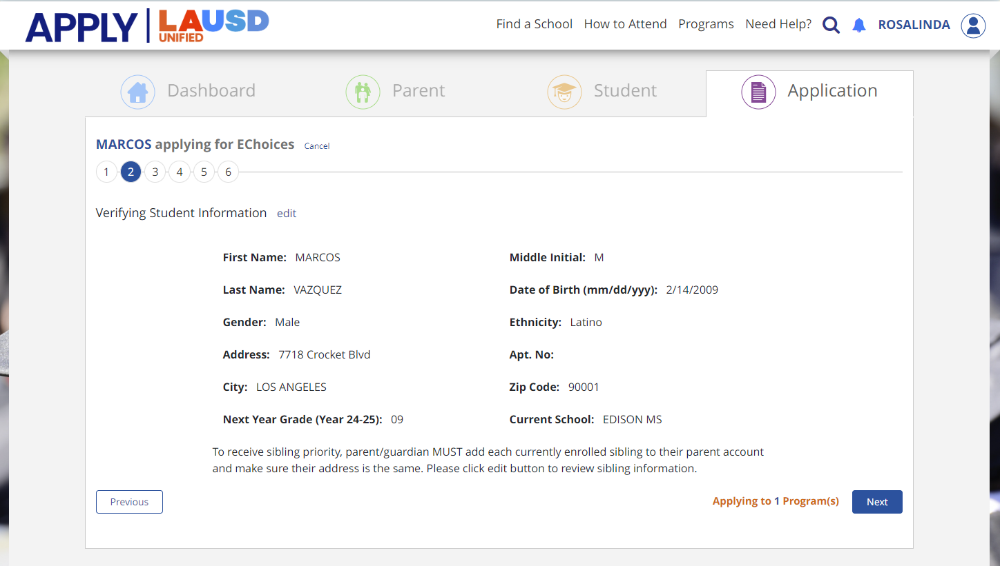 APPLY LAUSD UNIFIED
Find a School How to Attend Programs Need Help? ROSALINDA
Dashboard Parent Student Application
MARCOS applying for EChoices Cancel
1 2 3 4 5 6
Verifying Student Information edit
First Name: MARCOS Middle Initial: M
Last Name: VAZQUEZ Date of Birth (mm/dd/yyy): 2/14/2009
Gender: Male Ethnicity: Latino
Address: 7718 Crocket Blvd Apt. No:
City: LOS ANGELES Zip Code: 90001
Next Year Grade (Year 24-25): 09 Current School: EDISON MS
To receive sibling priority, parent/guardian MUST add each currently enrolled sibling to their parent account
and make sure their address is the same. Please click edit button to review sibling information.
Previous Applying to 1 Program(s) Next